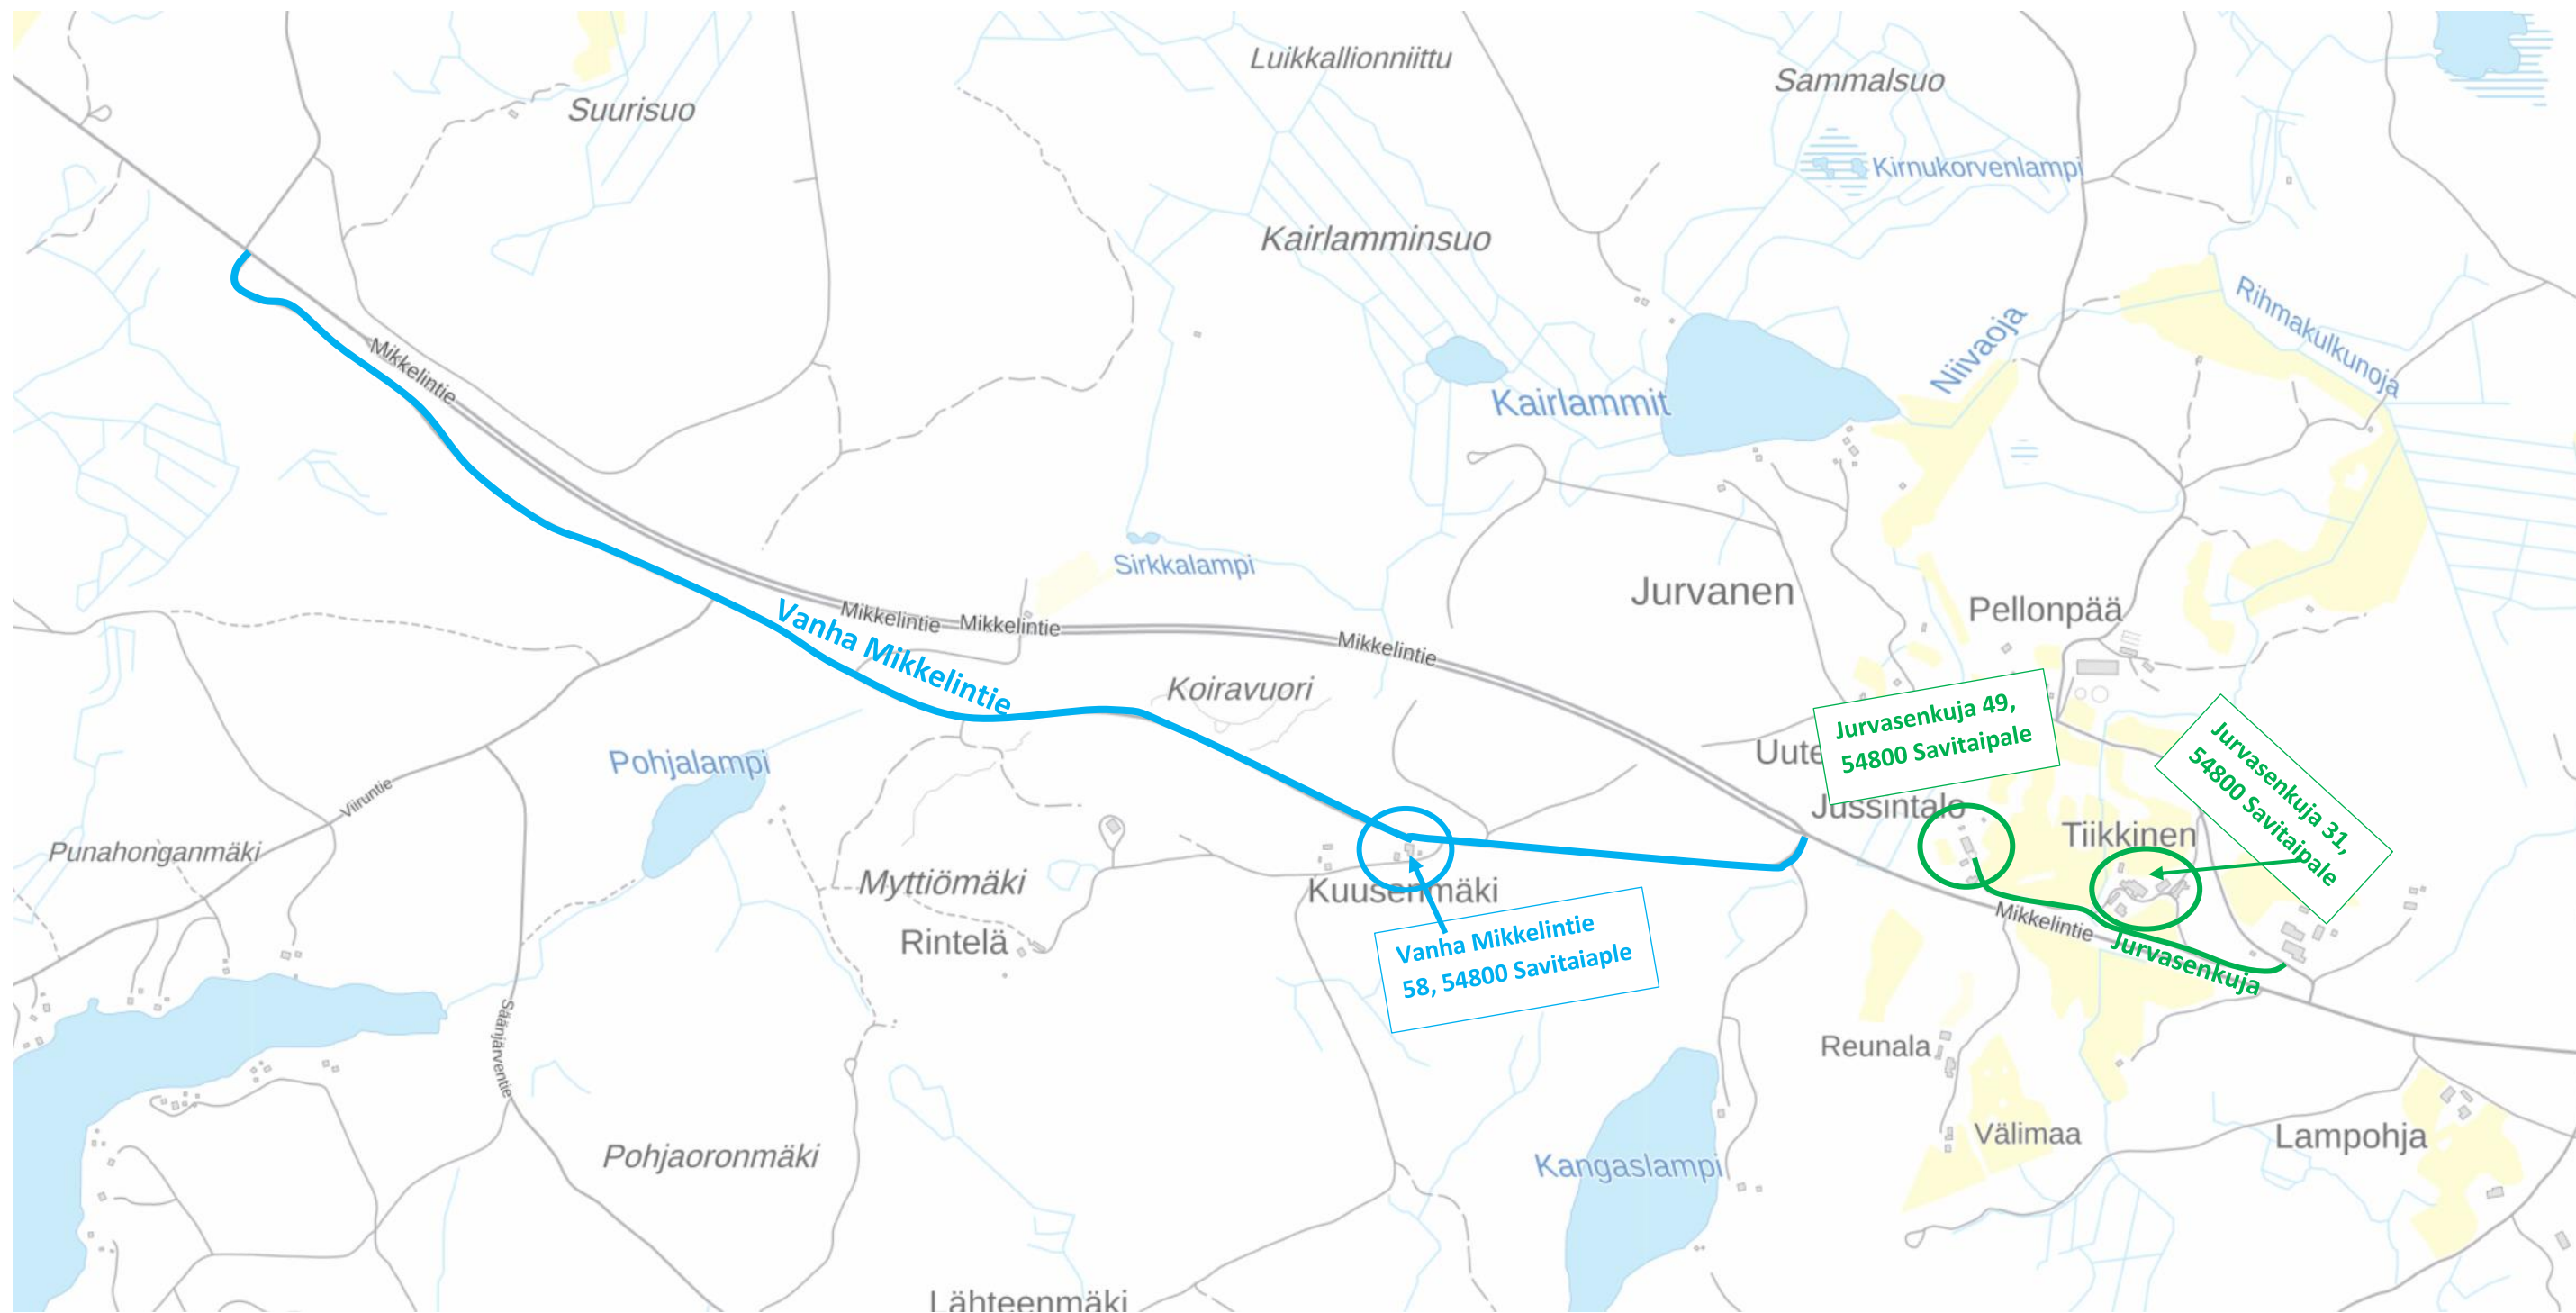 Luikkallionniittu
Sammalsuo
Suurisuo
Kirnukorvenlampi
Kairlamminsuo
Rihmakulkunoja
Niivaoja
Mikkelintie
Kairlammit
Sirkkalampi
Jurvanen
Pellonpää
Mikkelintie
Mikkelintie
Mikkelintie
Vanha Mikkelintie
Koiravuori
Jurvasenkuja 49,
54800 Savitaipale
Jurvasenkuja 31,
54800 Savitaipale
Uute
Pohjalampi
Viiruntie
Jussintalo
Tiikkinen
Punahonganmäki
Myttiömäki
Kuusenmäki
Rintelä
Vanha Mikkelintie
58, 54800 Savitaiaple
Mikkelintie
Jurvasenkuja
Säänjärventie
Reunala
Välimaa
Lampohja
Pohjaoronmäki
Kangaslampi
Lähteenmäki